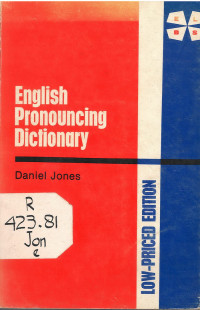 E L
B S
English
Pronouncing
Dictionary
Daniel Jones
R
423.81
Jon
e
LOW-PRICED EDITION